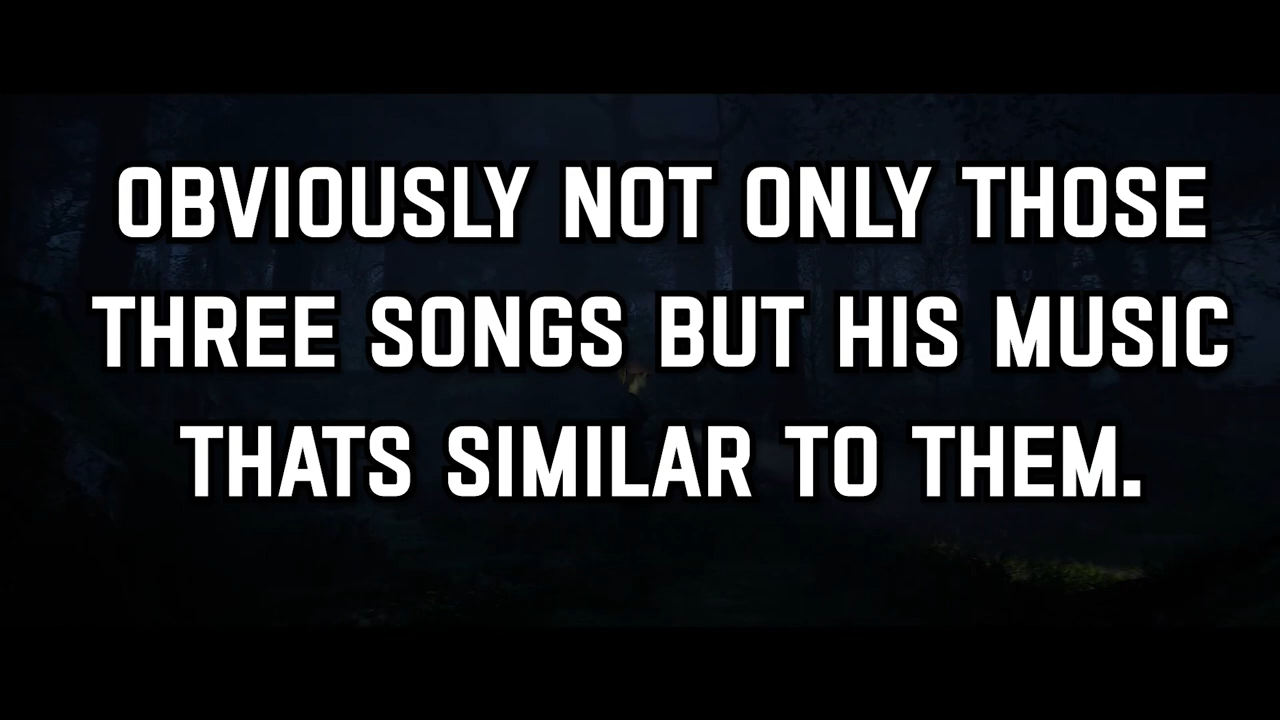 OBVIOUSLY NOT ONLY THOSE
THREE SONGS BUT HIS MUSIC
THATS SIMILAR TO THEM.